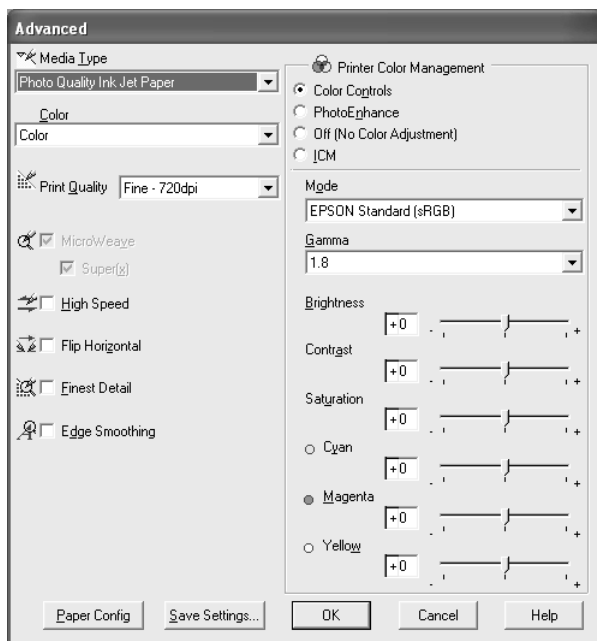 Advanced
Media Type
Photo Quality Ink Jet Paper
Color
Color
Print Quality
Fine - 720dpi
MicroWeave
Super(x)
High Speed
Flip Horizontal
Finest Detail
Edge Smoothing
Printer Color Management
Color Controls
PhotoEnhance
Off (No Color Adjustment)
ICM
Mode
EPSON Standard (sRGB)
Gamma
1.8
Brightness
+0 - +
Contrast
+0 - +
Saturation
+0 - +
Cyan
+0 - +
Magenta
+0 - +
Yellow
+0 - +
Paper Config
Save Settings...
OK
Cancel
Help